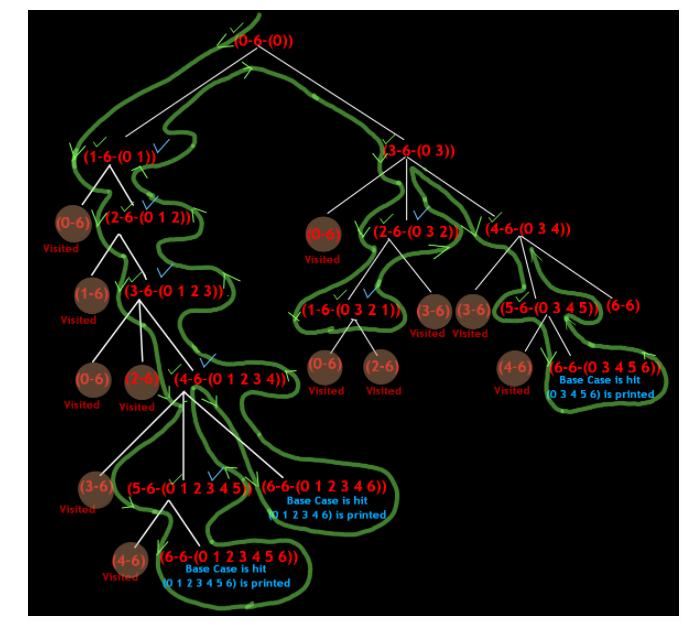 (0-6-(0))
(1-6-(0 1))
(3-6-(0 3))
(0-6)
Visited
(2-6-(0 1 2))
(0-6)
Visited
(2-6-(0 3 2))
(4-6-(0 3 4))
(1-6)
Visited
(3-6-(0 1 2 3))
(1-6-(0 3 2 1))
(3-6)
Visited
(3-6)
Visited
(5-6-(0 3 4 5))
(6-6)
(0-6)
Visited
(2-6)
Visited
(4-6-(0 1 2 3 4))
(0-6)
Visited
(2-6)
Visited
(4-6)
Visited
(6-6-(0 3 4 5 6))
Base Case is hit
(0 3 4 5 6) is printed
(3-6)
Visited
(5-6-(0 1 2 3 4 5))
(6-6-(0 1 2 3 4 6))
Base Case is hit
(0 1 2 3 4 6) is printed
(4-6)
Visited
(6-6-(0 1 2 3 4 5 6))
Base Case is hit
(0 1 2 3 4 5 6) is printed